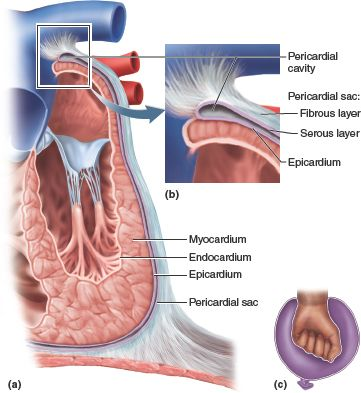 Pericardial
cavity
Pericardial sac:
Fibrous layer
Serous layer
Epicardium
(b)
Myocardium
Endocardium
Epicardium
Pericardial sac
(a)
(c)